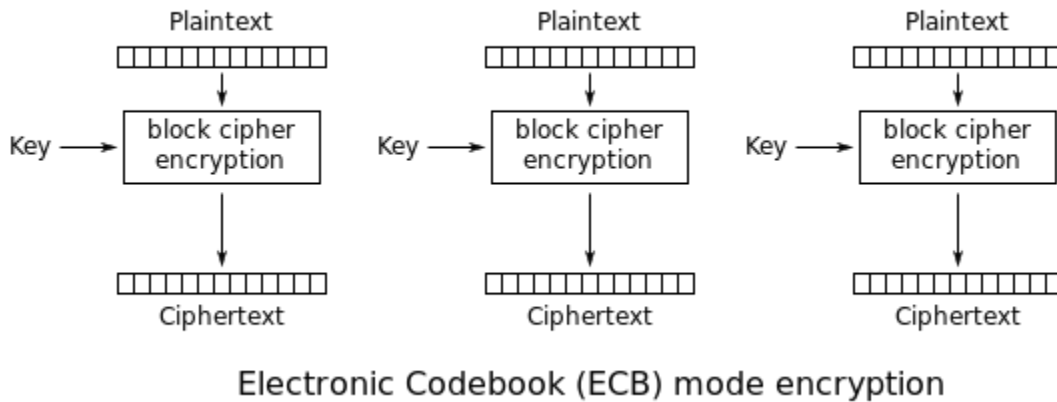 Plaintext Plaintext Plaintext
Key block cipher encryption Key block cipher encryption Key block cipher encryption
Ciphertext Ciphertext Ciphertext
Electronic Codebook (ECB) mode encryption